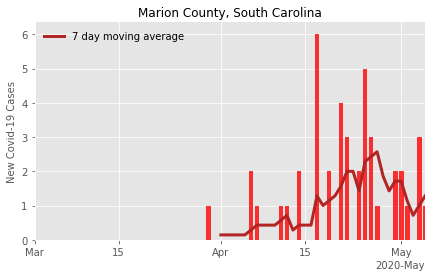 Marion County, South Carolina
7 day moving average
New Covid-19 Cases
6
5
4
3
2
1
0
Mar
15
Apr
15
May
2020-May